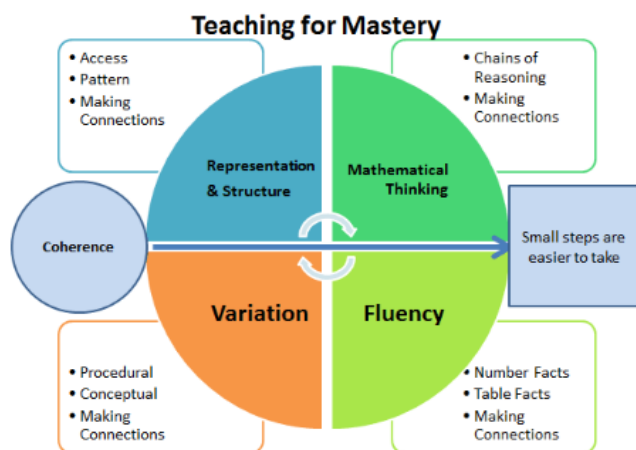 Teaching for Mastery
• Access
• Pattern
• Making
Connections
• Chains of
Reasoning
• Making
Connections
Representation
& Structure
Mathematical
Thinking
Coherence
Small steps are
easier to take
Variation
Fluency
• Procedural
• Conceptual
• Making
Connections
• Number Facts
• Table Facts
• Making
Connections